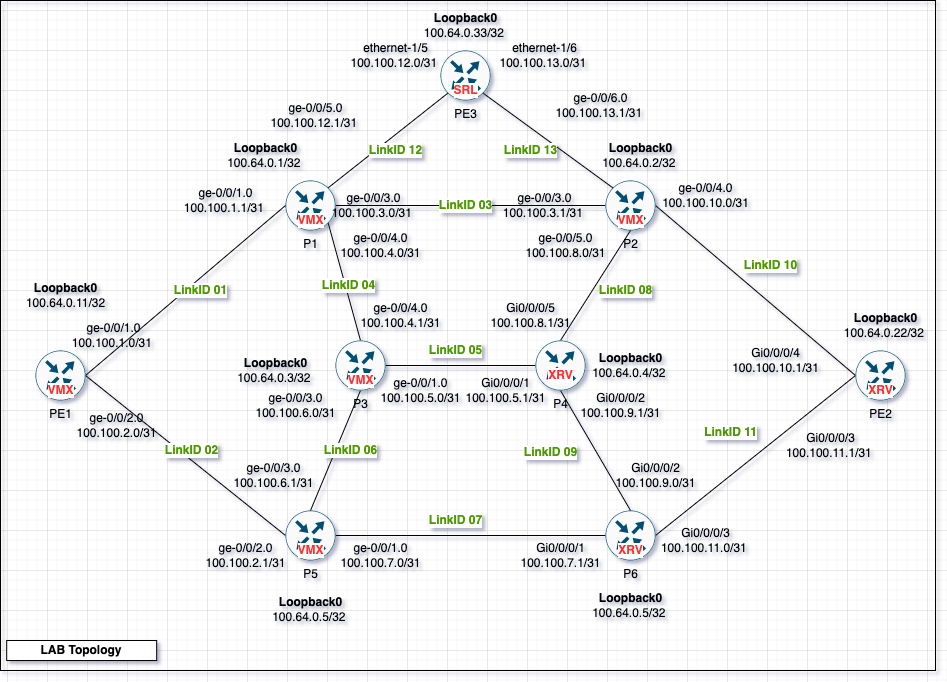 Loopback0
100.64.0.33/32
ethernet-1/5
100.100.12.0/31
ethernet-1/6
100.100.13.0/31
SRL
PE3
ge-0/0/5.0
100.100.12.1/31
ge-0/0/6.0
100.100.13.1/31
LinkID 12
LinkID 13
Loopback0
100.64.0.1/32
Loopback0
100.64.0.2/32
ge-0/0/1.0
100.100.1.1/31
VMX
P1
ge-0/0/3.0
100.100.3.0/31
LinkID 03
ge-0/0/3.0
100.100.3.1/31
VMX
P2
ge-0/0/4.0
100.100.10.0/31
ge-0/0/4.0
100.100.4.0/31
ge-0/0/5.0
100.100.8.0/31
LinkID 10
LinkID 01
LinkID 04
LinkID 08
Loopback0
100.64.0.11/32
ge-0/0/1.0
100.100.1.0/31
ge-0/0/4.0
100.100.4.1/31
Gi0/0/0/5
100.100.8.1/31
Loopback0
100.64.0.22/32
LinkID 05
Loopback0
100.64.0.3/32
VMX
P3
XRV
P4
Loopback0
100.64.0.4/32
Gi0/0/0/4
100.100.10.1/31
VMX
PE1
XRV
PE2
ge-0/0/1.0
100.100.5.0/31
Gi0/0/0/1
100.100.5.1/31
ge-0/0/3.0
100.100.6.0/31
Gi0/0/0/2
100.100.9.1/31
ge-0/0/2.0
100.100.2.0/31
LinkID 02
LinkID 06
LinkID 09
LinkID 11
Gi0/0/0/3
100.100.11.1/31
ge-0/0/3.0
100.100.6.1/31
Gi0/0/0/2
100.100.9.0/31
LinkID 07
ge-0/0/2.0
100.100.2.1/31
VMX
P5
ge-0/0/1.0
100.100.7.0/31
Gi0/0/0/1
100.100.7.1/31
XRV
P6
Gi0/0/0/3
100.100.11.0/31
Loopback0
100.64.0.5/32
Loopback0
100.64.0.5/32
LAB Topology